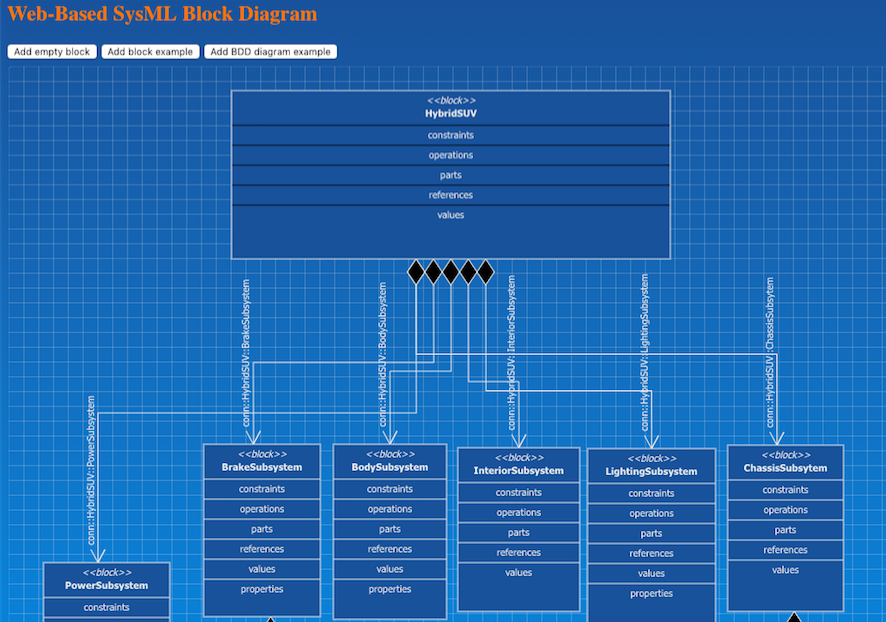 Web-Based SysML Block Diagram
Add empty block
Add block example
Add BDD diagram example
<<block>>
HybridSUV
constraints
operations
parts
references
values
conn::HybridSUV::PowerSubsystem
conn::HybridSUV::BrakeSubsystem
conn::HybridSUV::BodySubsystem
conn::HybridSUV::InteriorSubsystem
conn::HybridSUV::LightingSubsystem
conn::HybridSUV::ChassisSubsytem
<<block>>
PowerSubsystem
constraints
<<block>>
BrakeSubsystem
constraints
operations
parts
references
values
properties
<<block>>
BodySubsystem
constraints
operations
parts
references
values
properties
<<block>>
InteriorSubsystem
constraints
operations
parts
references
values
<<block>>
LightingSubsystem
constraints
operations
parts
references
values
properties
<<block>>
ChassisSubsytem
constraints
operations
parts
references
values